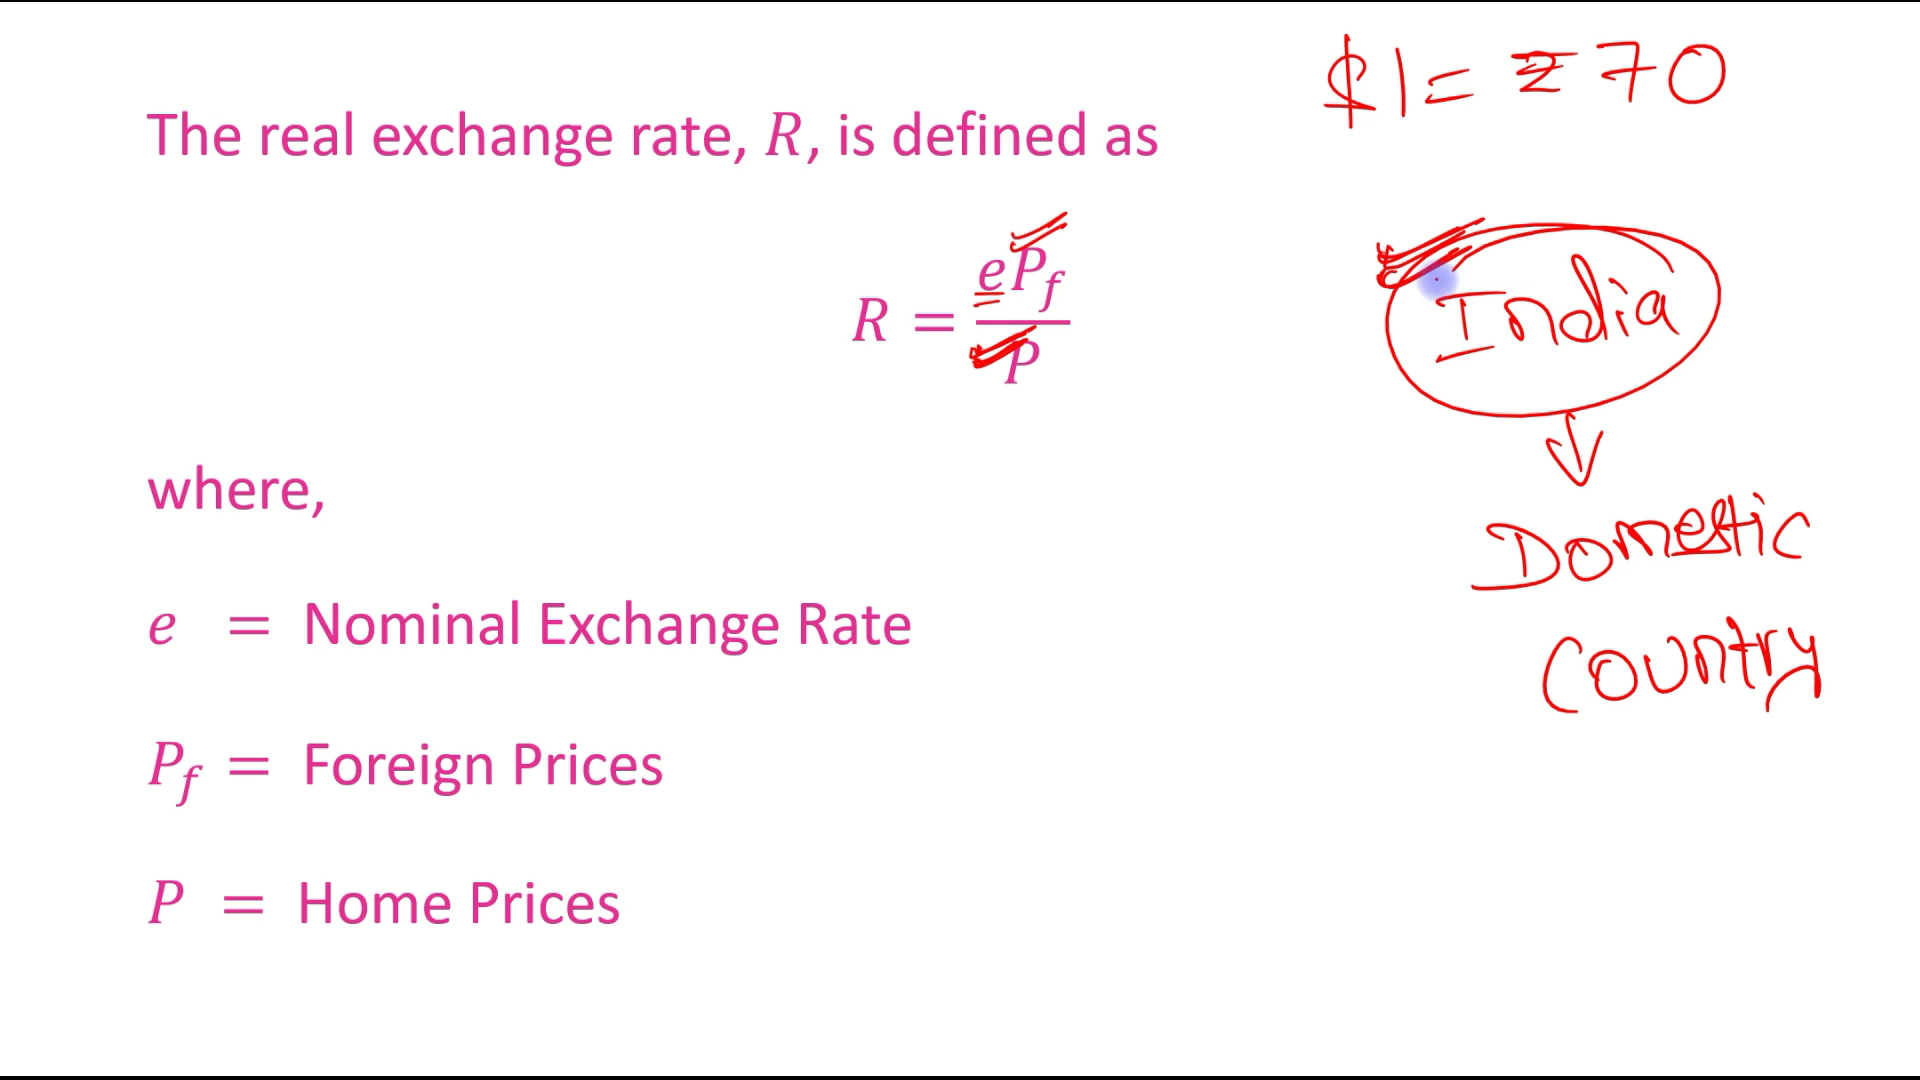 $1 = ₹70
The real exchange rate, R, is defined as
R = ePf / P
India
where,
Domestic
Country
e = Nominal Exchange Rate
Pf = Foreign Prices
P = Home Prices